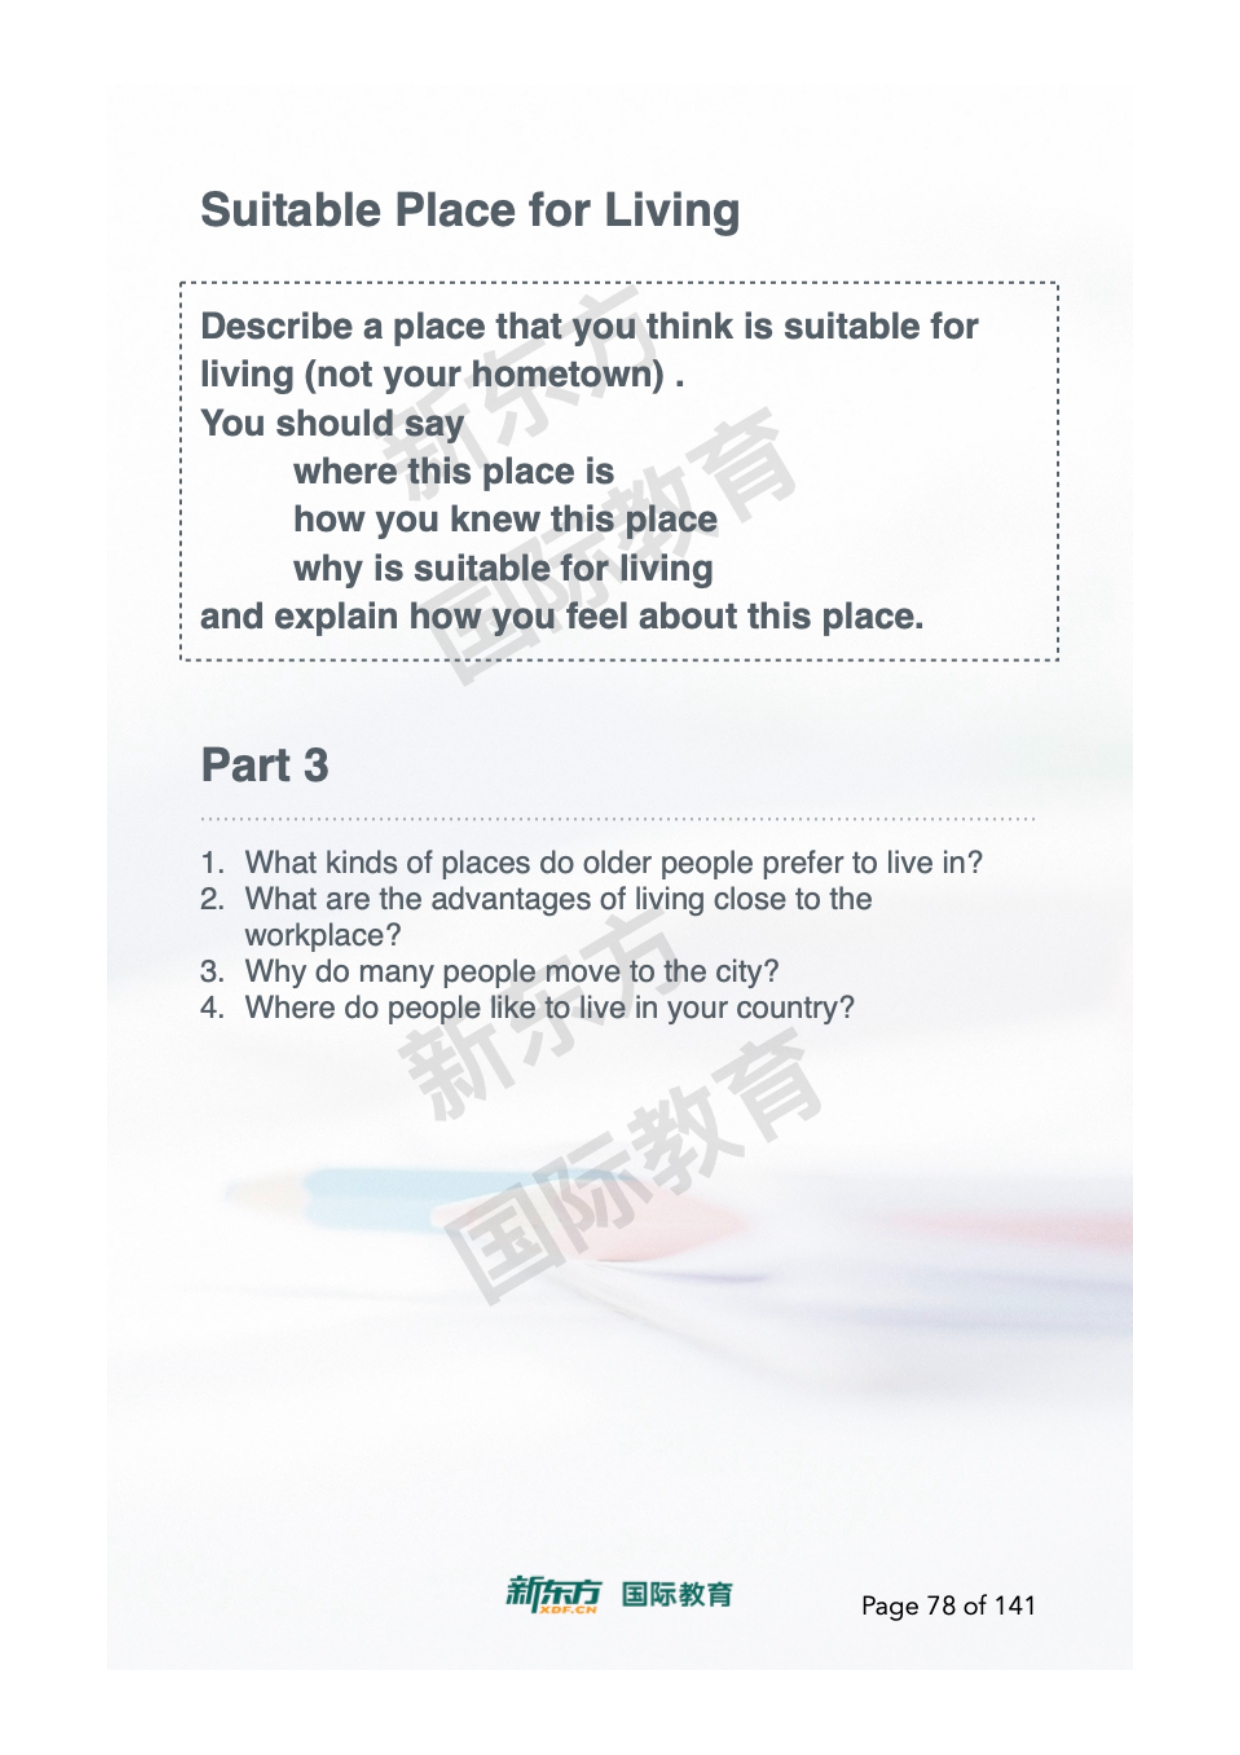 Suitable Place for Living
Describe a place that you think is suitable for
living (not your hometown) .
You should say
where this place is
how you knew this place
why is suitable for living
and explain how you feel about this place.
新东方
国际教育
Part 3
1. What kinds of places do older people prefer to live in?
2. What are the advantages of living close to the
workplace?
3. Why do many people move to the city?
4. Where do people like to live in your country?
新东方
国际教育
新东方 国际教育
XDF.CN
Page 78 of 141